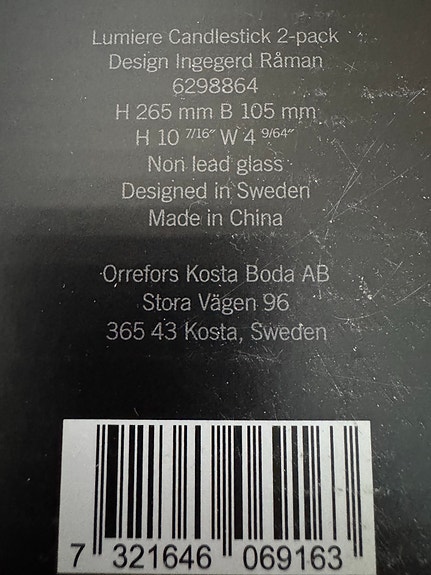 Lumiere Candlestick 2-pack
Design Ingegerd Råman
6298864
H 265 mm B 105 mm
H 10 7/16˝ W 4 9/64˝
Non lead glass
Designed in Sweden
Made in China
Orrefors Kosta Boda AB
Stora Vägen 96
365 43 Kosta, Sweden
7 321646 069163